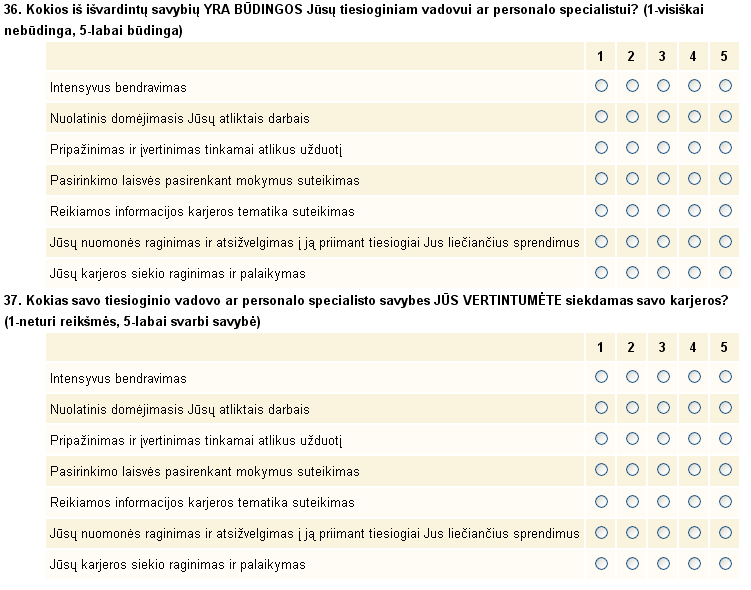 36. Kokios iš išvardintų savybių YRA BŪDINGOS Jūsų tiesioginiam vadovui ar personalo specialistui? (1-visiškai
nebūdinga, 5-labai būdinga)
1 2 3 4 5
Intensyvus bendravimas
Nuolatinis domėjimasis Jūsų atliktais darbais
Pripažinimas ir įvertinimas tinkamai atlikus užduotį
Pasirinkimo laisvės pasirenkant mokymus suteikimas
Reikiamos informacijos karjeros tematika suteikimas
Jūsų nuomonės raginimas ir atsižvelgimas į ją priimant tiesiogiai Jus liečiančius sprendimus
Jūsų karjeros siekio raginimas ir palaikymas
37. Kokias savo tiesioginio vadovo ar personalo specialisto savybes JŪS VERTINTUMĖTE siekdamas savo karjeros?
(1-neturi reikšmės, 5-labai svarbi savybė)
1 2 3 4 5
Intensyvus bendravimas
Nuolatinis domėjimasis Jūsų atliktais darbais
Pripažinimas ir įvertinimas tinkamai atlikus užduotį
Pasirinkimo laisvės pasirenkant mokymus suteikimas
Reikiamos informacijos karjeros tematika suteikimas
Jūsų nuomonės raginimas ir atsižvelgimas į ją priimant tiesiogiai Jus liečiančius sprendimus
Jūsų karjeros siekio raginimas ir palaikymas